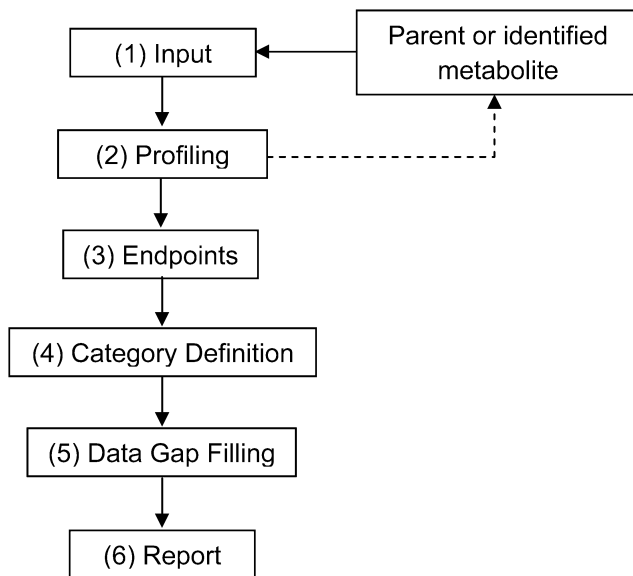 (1) Input
Parent or identified
metabolite
(2) Profiling
(3) Endpoints
(4) Category Definition
(5) Data Gap Filling
(6) Report